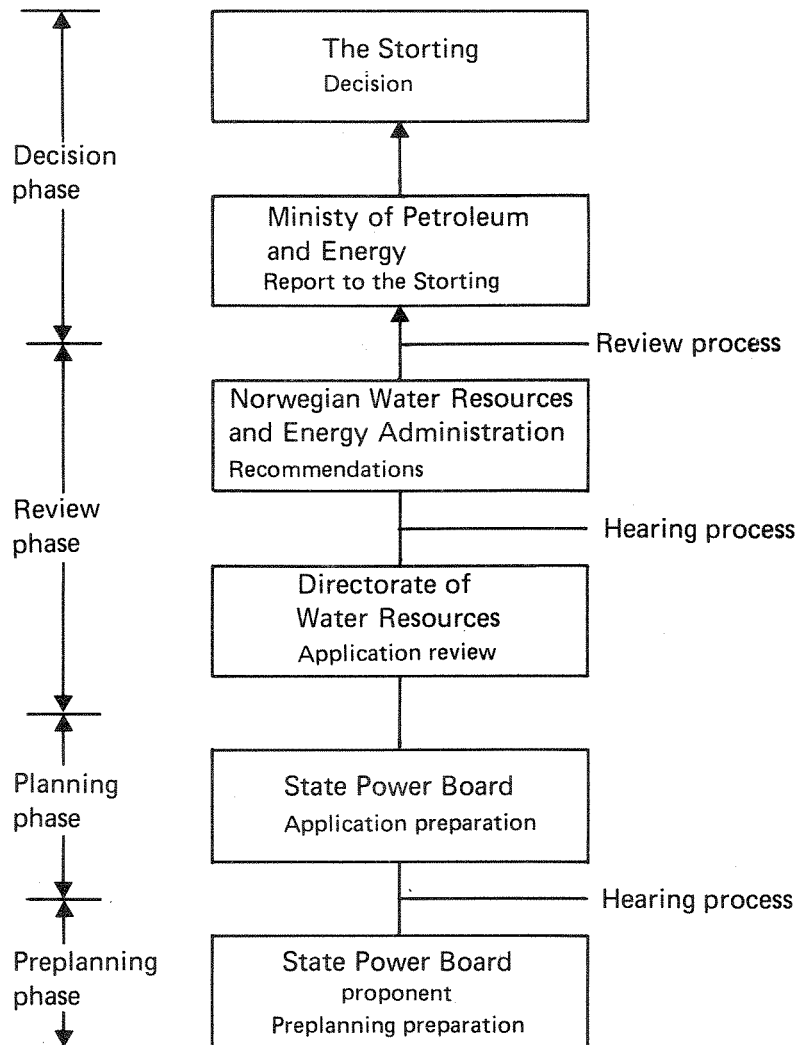 The Storting
Decision
Decision
phase
Ministy of Petroleum
and Energy
Report to the Storting
Review process
Norwegian Water Resources
and Energy Administration
Recommendations
Review
phase
Hearing process
Directorate of
Water Resources
Application review
Planning
phase
State Power Board
Application preparation
Hearing process
Preplanning
phase
State Power Board
proponent
Preplanning preparation